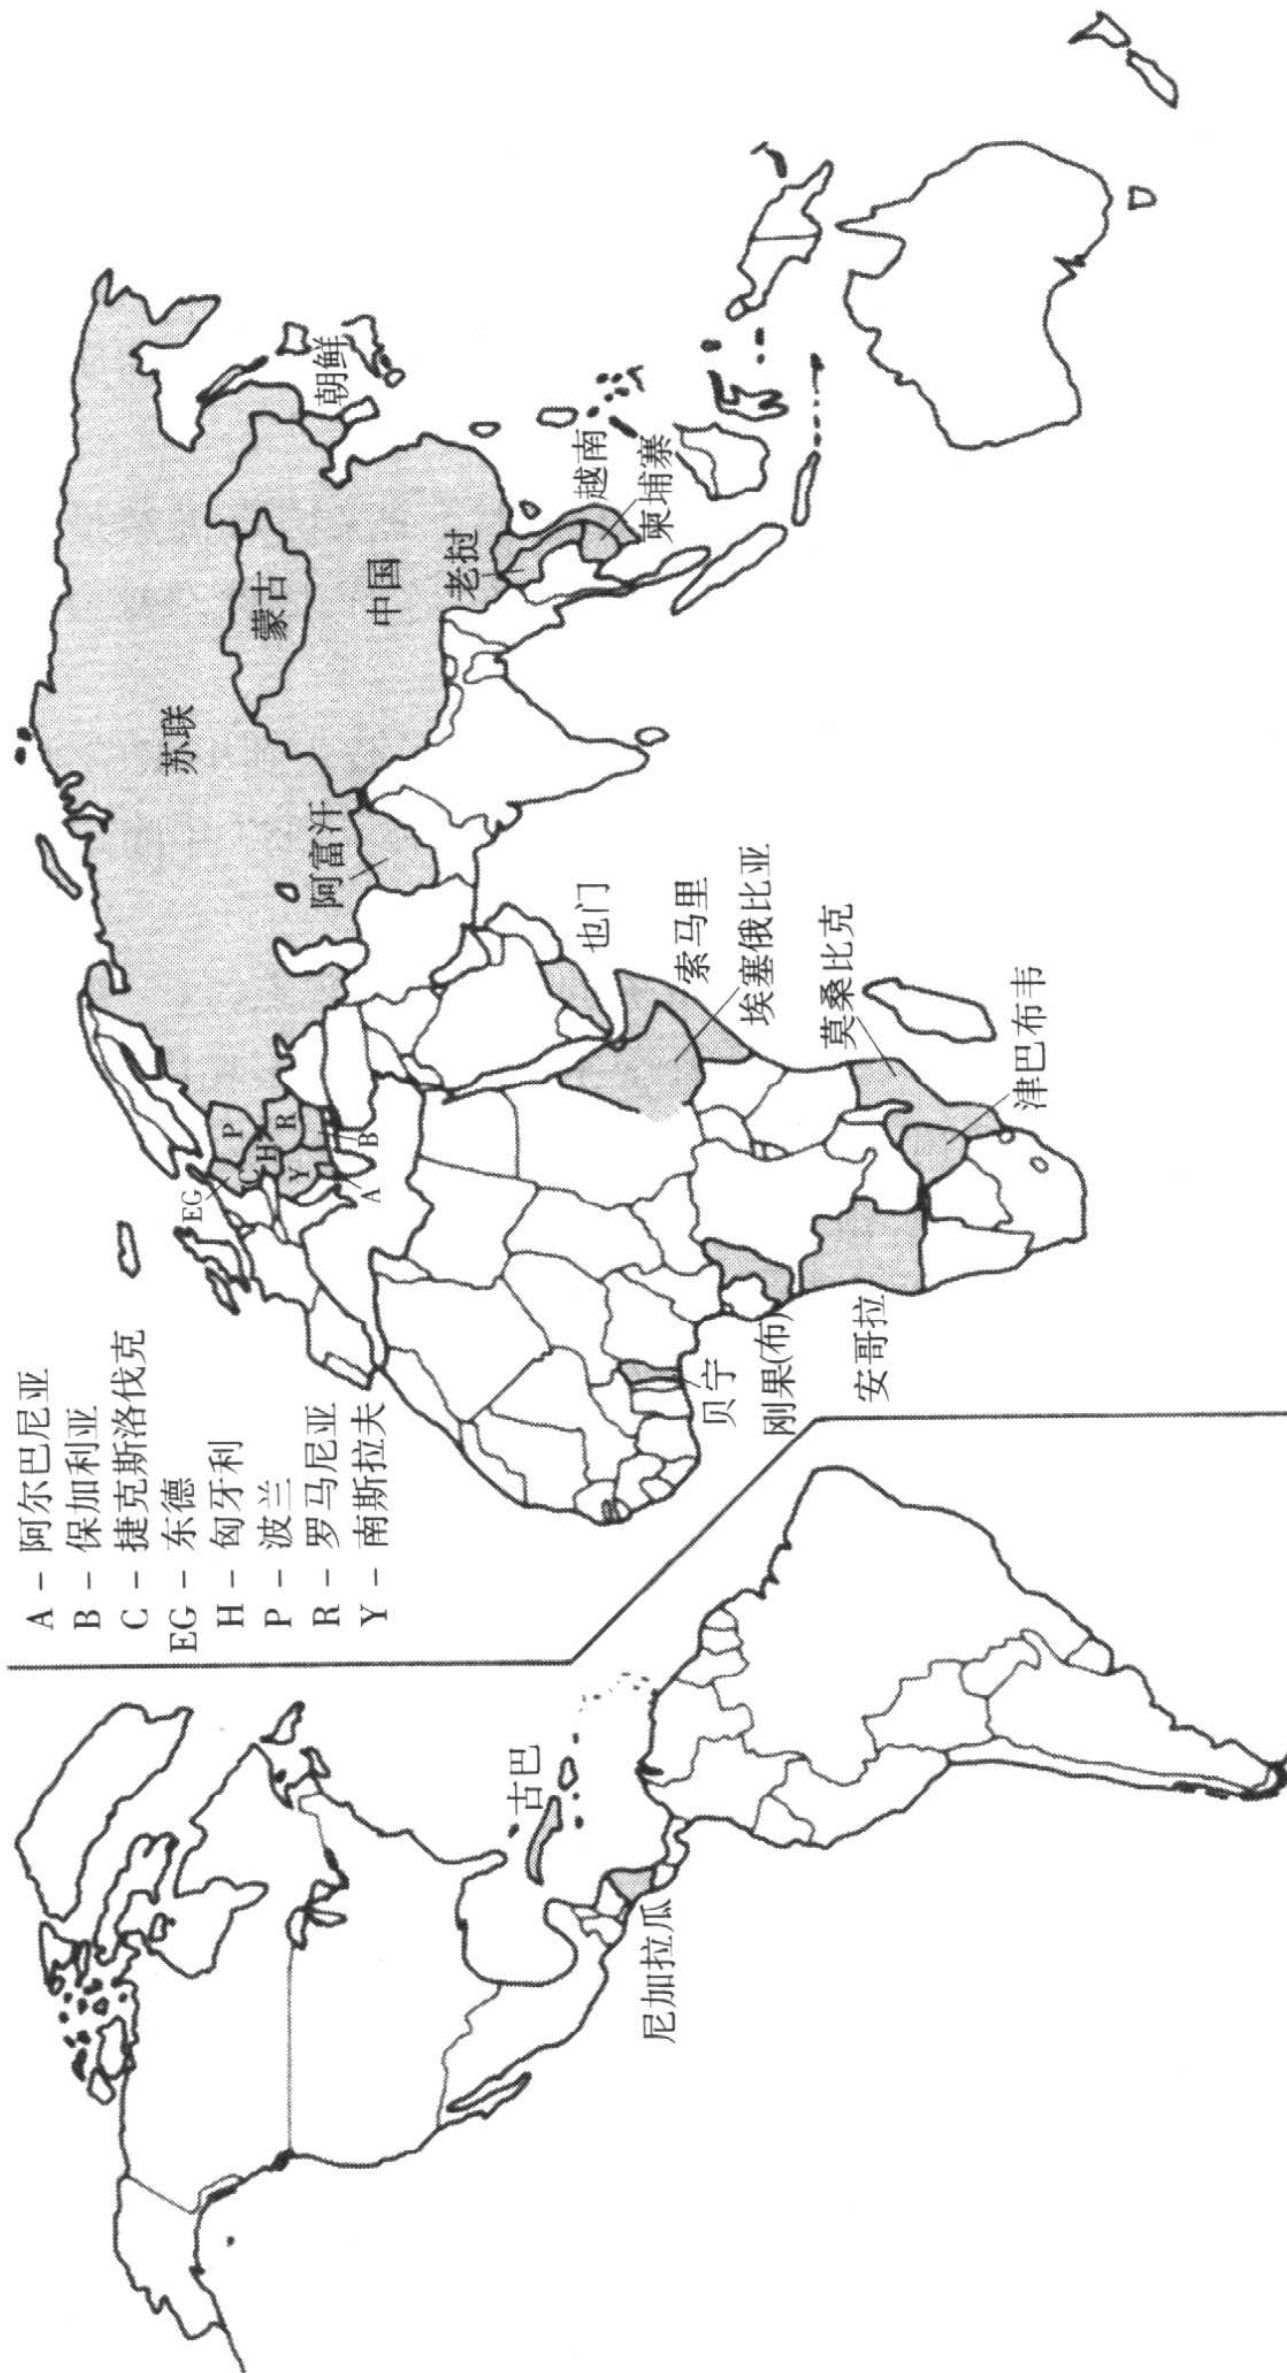 A - 阿尔巴尼亚
B - 保加利亚
C - 捷克斯洛伐克
EG - 东德
H - 匈牙利
P - 波兰
R - 罗马尼亚
Y - 南斯拉夫
苏联
蒙古
中国
朝鲜
老挝
越南
柬埔寨
阿富汗
也门
索马里
埃塞俄比亚
莫桑比克
津巴布韦
安哥拉
刚果(布)
贝宁
EG
P
C
H
R
Y
B
A
古巴
尼加拉瓜